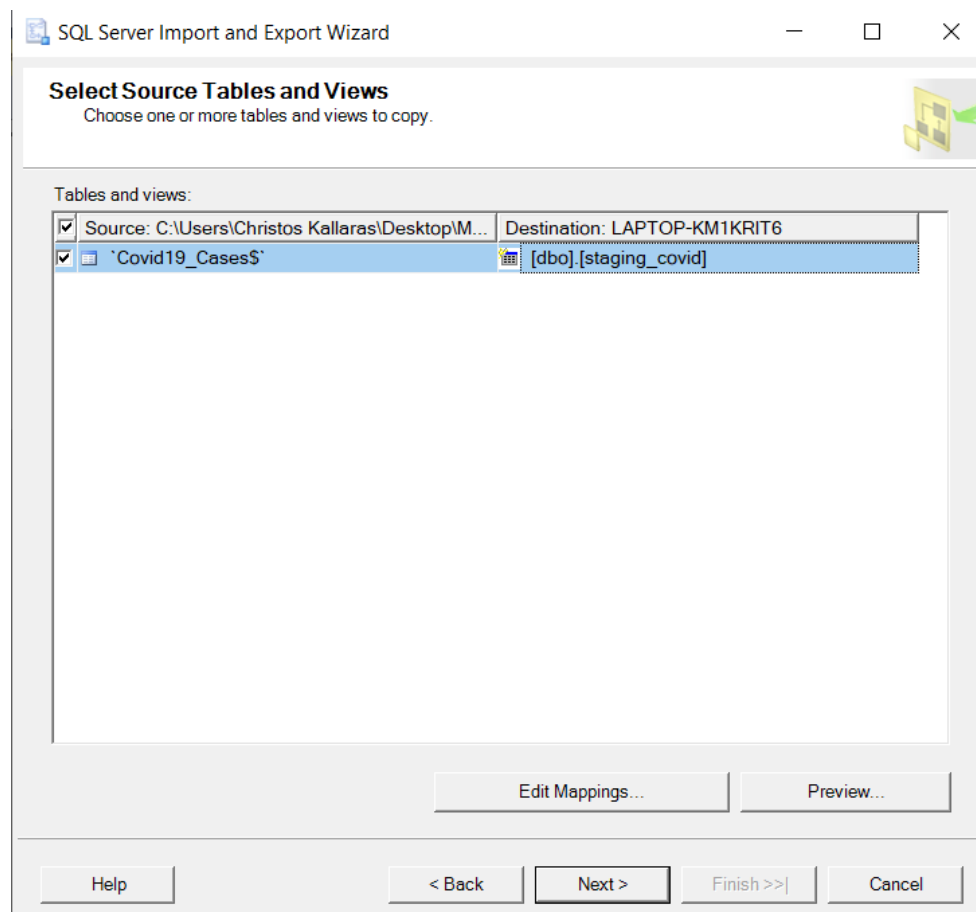 SQL Server Import and Export Wizard
Select Source Tables and Views
Choose one or more tables and views to copy.
Tables and views:
Source: C:\Users\Christos Kallaras\Desktop\M... Destination: LAPTOP-KM1KRIT6
`Covid19_Cases$` [dbo].[staging_covid]
Edit Mappings... Preview...
Help < Back Next > Finish >>| Cancel